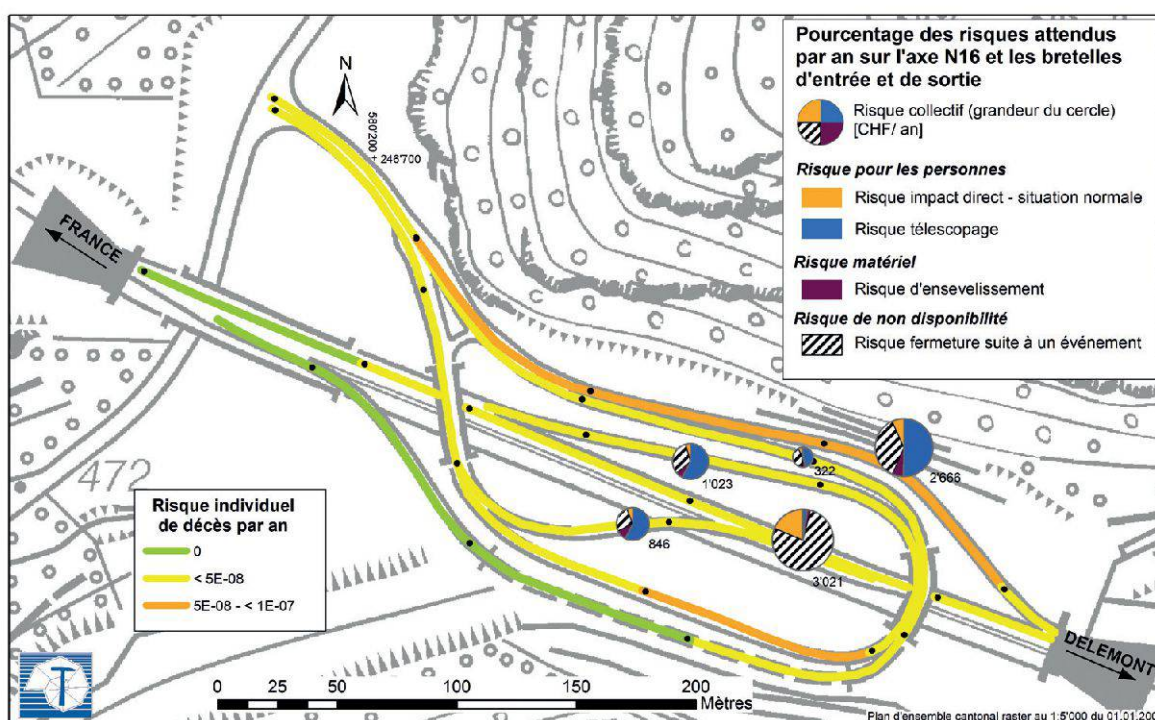 Pourcentage des risques attendus
par an sur l'axe N16 et les bretelles
d'entrée et de sortie
Risque collectif (grandeur du cercle)
[CHF/ an]
Risque pour les personnes
Risque impact direct - situation normale
Risque télescopage
Risque matériel
Risque d'ensevelissement
Risque de non disponibilité
Risque fermeture suite à un événement
N
580'200
+ 246'700
FRANCE
2'666
322
1'023
846
3'021
472
Risque individuel
de décès par an
0
< 5E-08
5E-08 - < 1E-07
DELEMONT
0 25 50 100 150 200
Mètres
Plan d'ensemble cantonal raster au 1:5'000 du 01.01.200